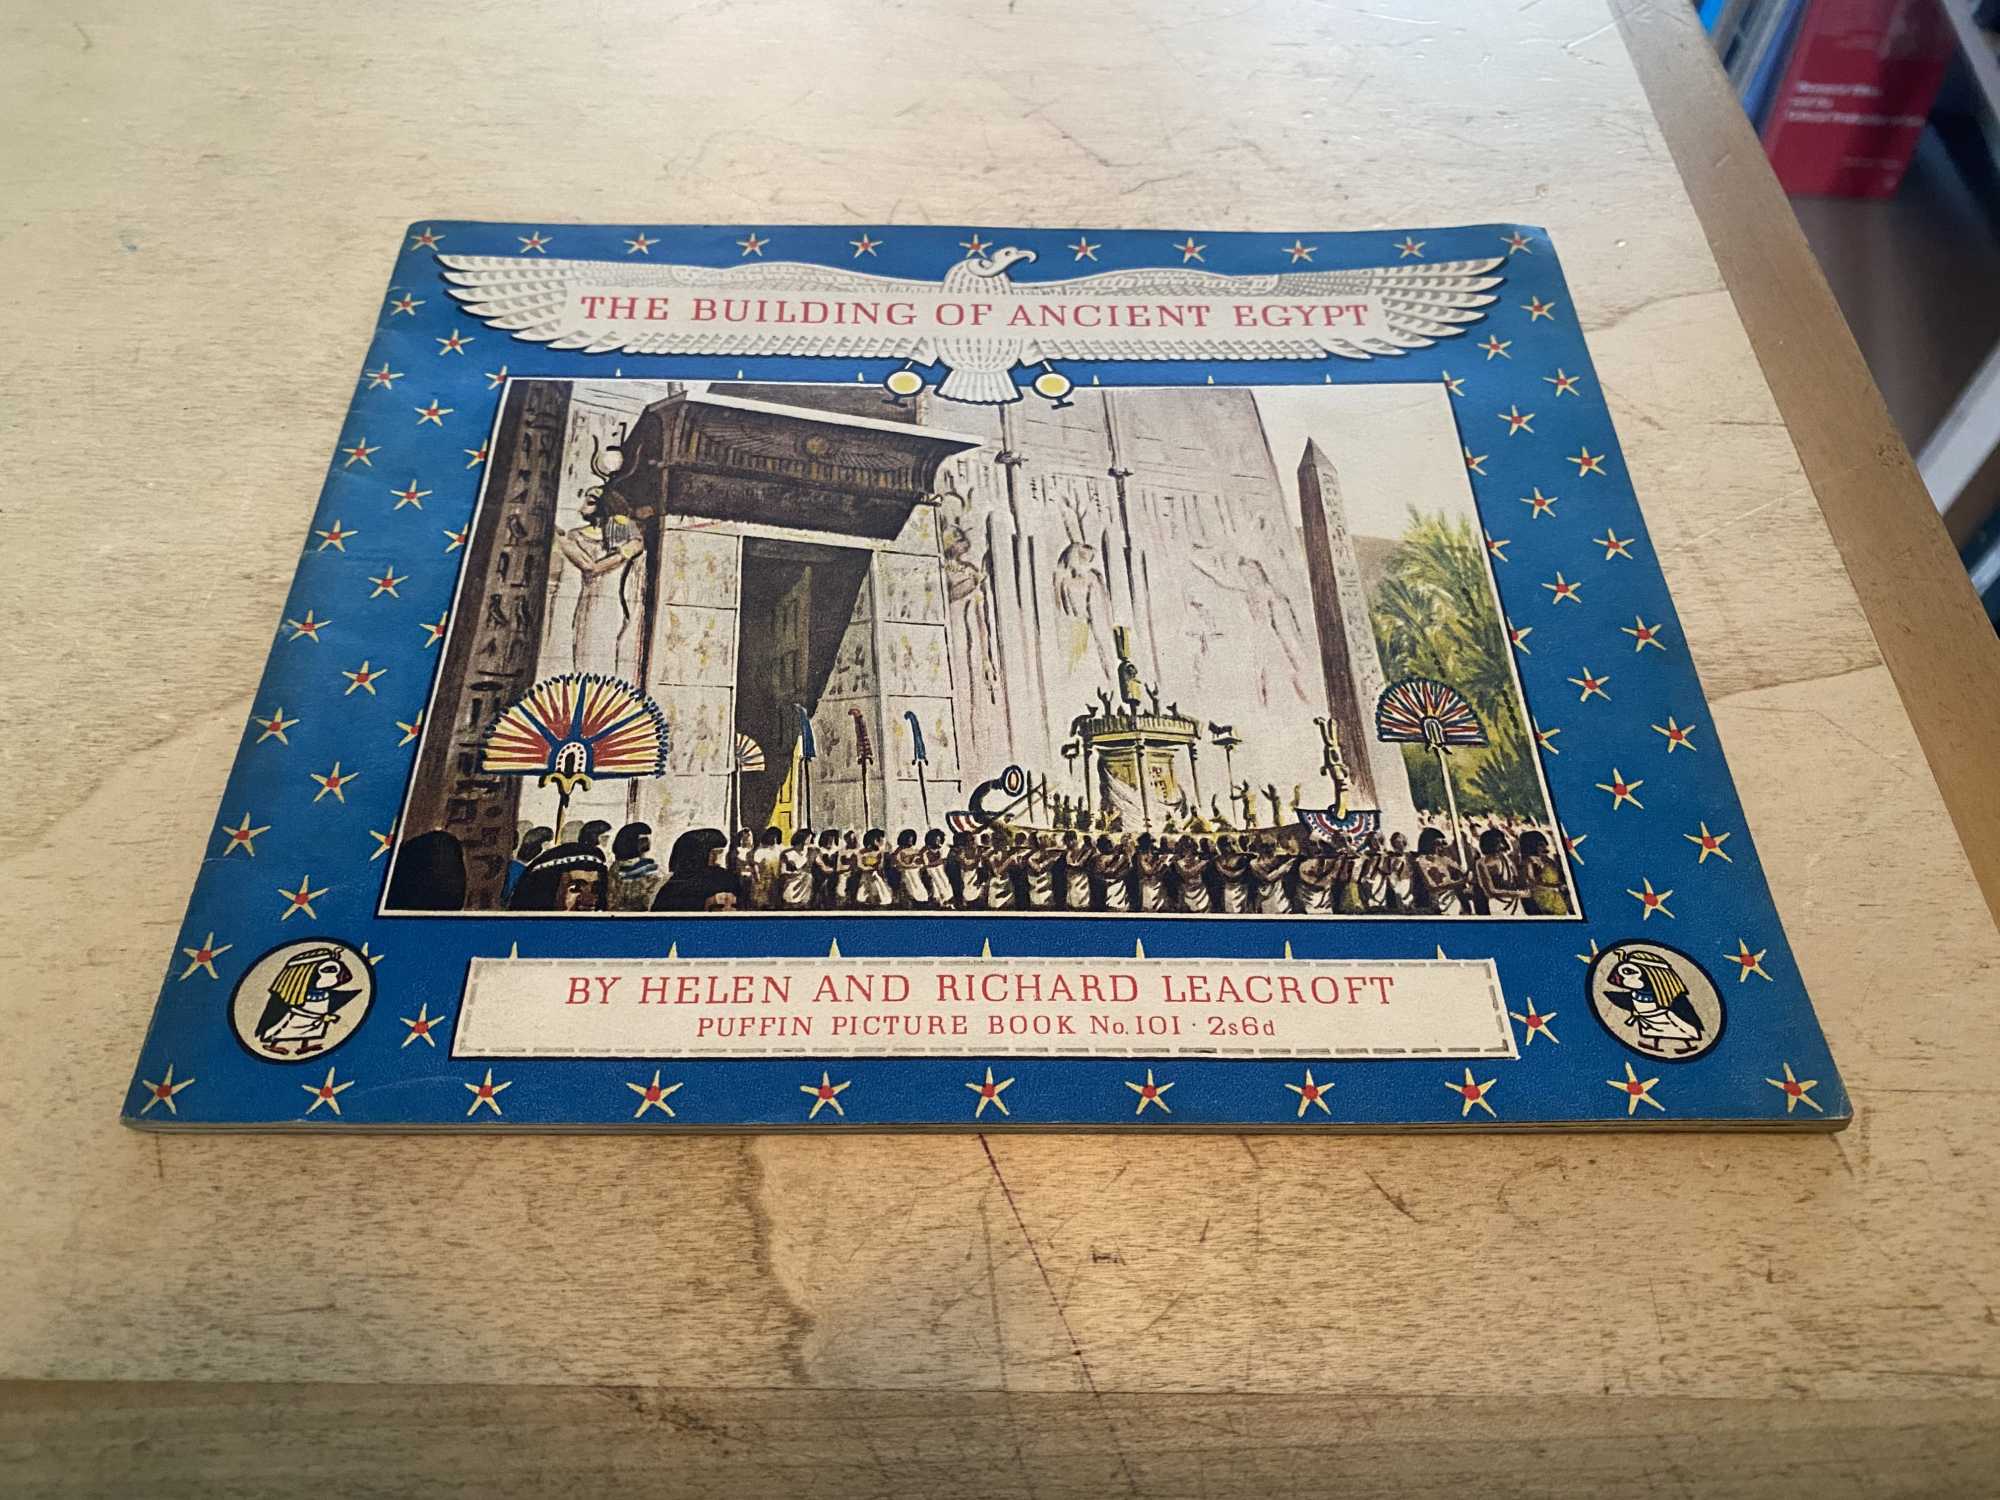 THE BUILDING OF ANCIENT EGYPT
BY HELEN AND RICHARD LEACROFT
PUFFIN PICTURE BOOK No. 101 · 2s6d